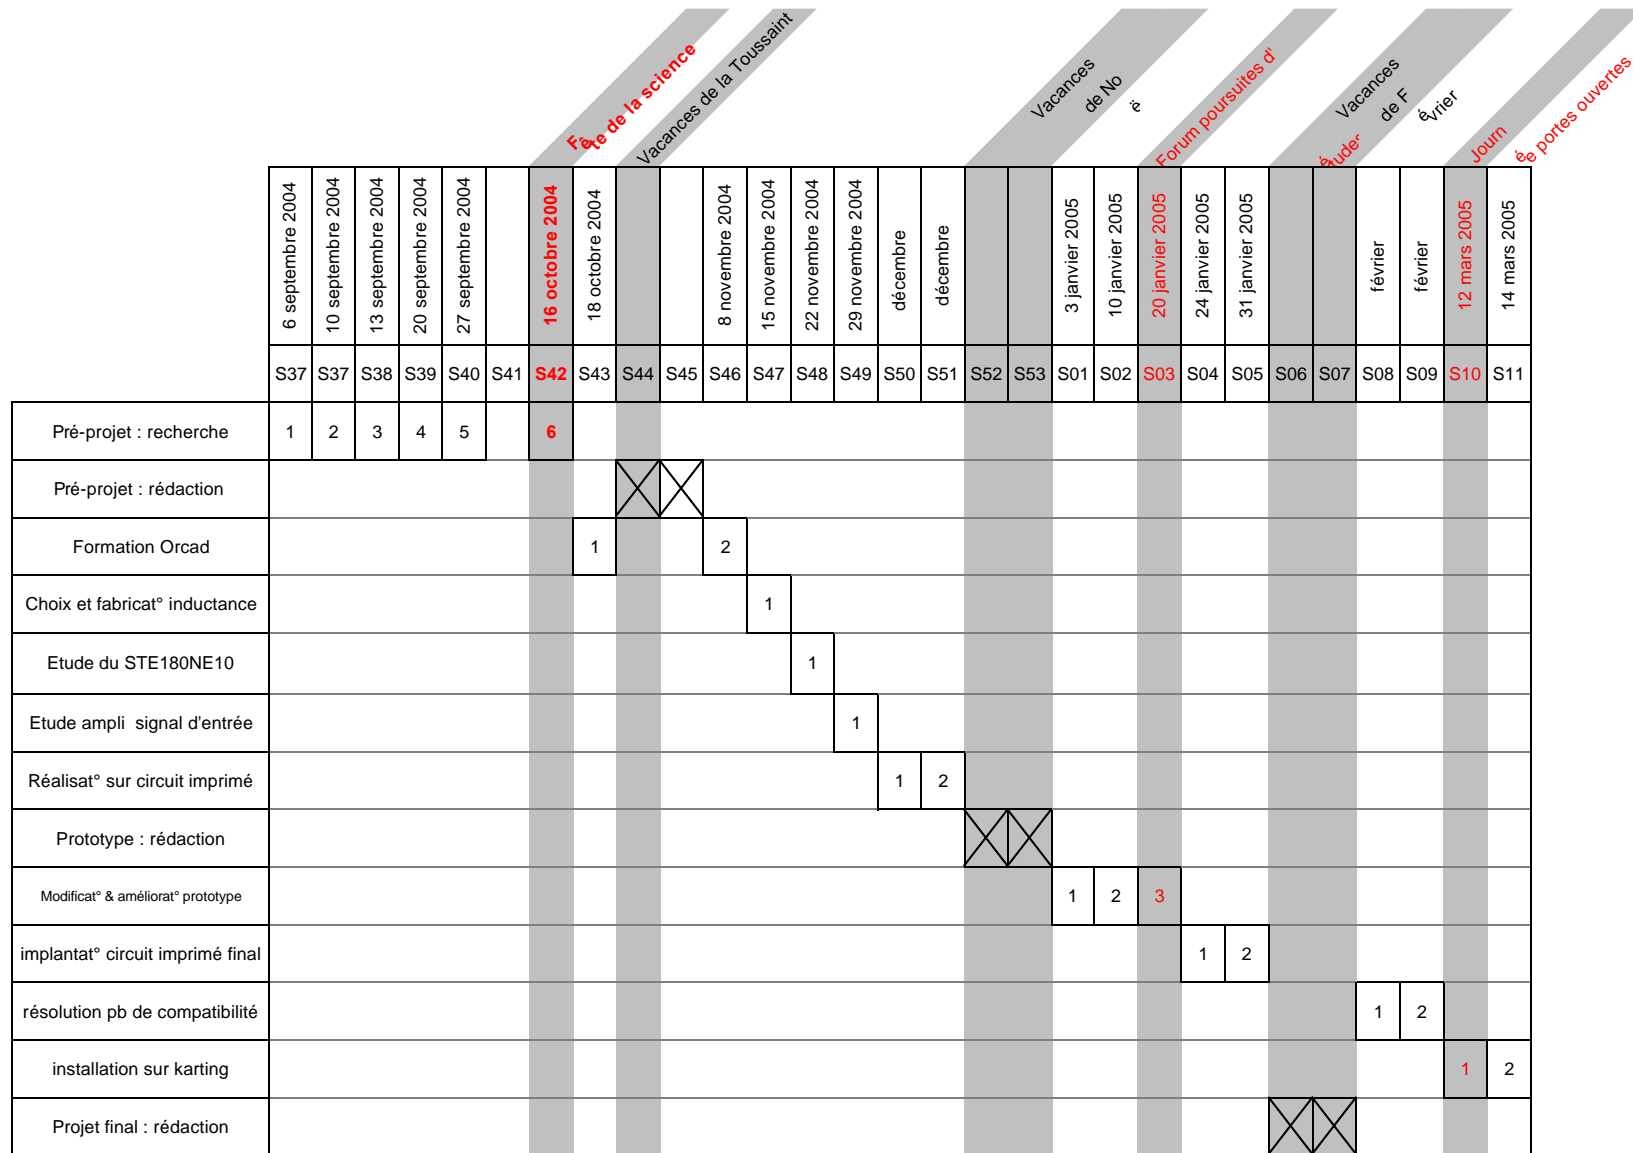 Fête de la science
Vacances de la Toussaint
Vacances
de No
ë
Forum poursuites d'
études
Vacances
de F
évrier
Journ
ée portes ouvertes
6 septembre 2004
10 septembre 2004
13 septembre 2004
20 septembre 2004
27 septembre 2004
16 octobre 2004
18 octobre 2004
8 novembre 2004
15 novembre 2004
22 novembre 2004
29 novembre 2004
décembre
décembre
3 janvier 2005
10 janvier 2005
20 janvier 2005
24 janvier 2005
31 janvier 2005
février
février
12 mars 2005
14 mars 2005
S37 S37 S38 S39 S40 S41 S42 S43 S44 S45 S46 S47 S48 S49 S50 S51 S52 S53 S01 S02 S03 S04 S05 S06 S07 S08 S09 S10 S11
Pré-projet : recherche 1 2 3 4 5 6
Pré-projet : rédaction
Formation Orcad 1 2
Choix et fabricat° inductance 1
Etude du STE180NE10 1
Etude ampli signal d'entrée 1
Réalisat° sur circuit imprimé 1 2
Prototype : rédaction
Modificat° & améliorat° prototype 1 2 3
implantat° circuit imprimé final 1 2
résolution pb de compatibilité 1 2
installation sur karting 1 2
Projet final : rédaction